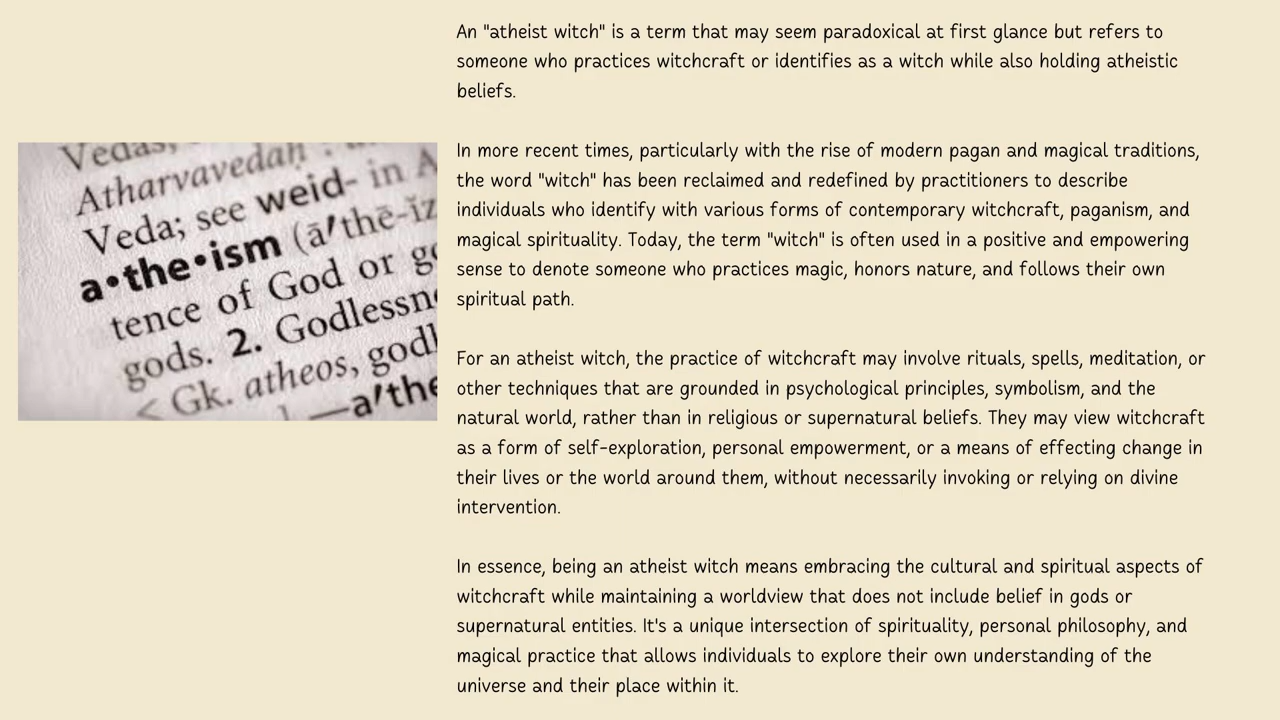 An "atheist witch" is a term that may seem paradoxical at first glance but refers to
someone who practices witchcraft or identifies as a witch while also holding atheistic
beliefs.
In more recent times, particularly with the rise of modern pagan and magical traditions,
the word "witch" has been reclaimed and redefined by practitioners to describe
individuals who identify with various forms of contemporary witchcraft, paganism, and
magical spirituality. Today, the term "witch" is often used in a positive and empowering
sense to denote someone who practices magic, honors nature, and follows their own
spiritual path.
For an atheist witch, the practice of witchcraft may involve rituals, spells, meditation, or
other techniques that are grounded in psychological principles, symbolism, and the
natural world, rather than in religious or supernatural beliefs. They may view witchcraft
as a form of self-exploration, personal empowerment, or a means of effecting change in
their lives or the world around them, without necessarily invoking or relying on divine
intervention.
In essence, being an atheist witch means embracing the cultural and spiritual aspects of
witchcraft while maintaining a worldview that does not include belief in gods or
supernatural entities. It's a unique intersection of spirituality, personal philosophy, and
magical practice that allows individuals to explore their own understanding of the
universe and their place within it.
Vedas,
Atharvavedaḥ :
Veda; see weid- in A
a•the•ism (ā′thē-ĭz
tence of God or g
gods. 2. Godlessn
< Gk. atheos, godl
—a′the